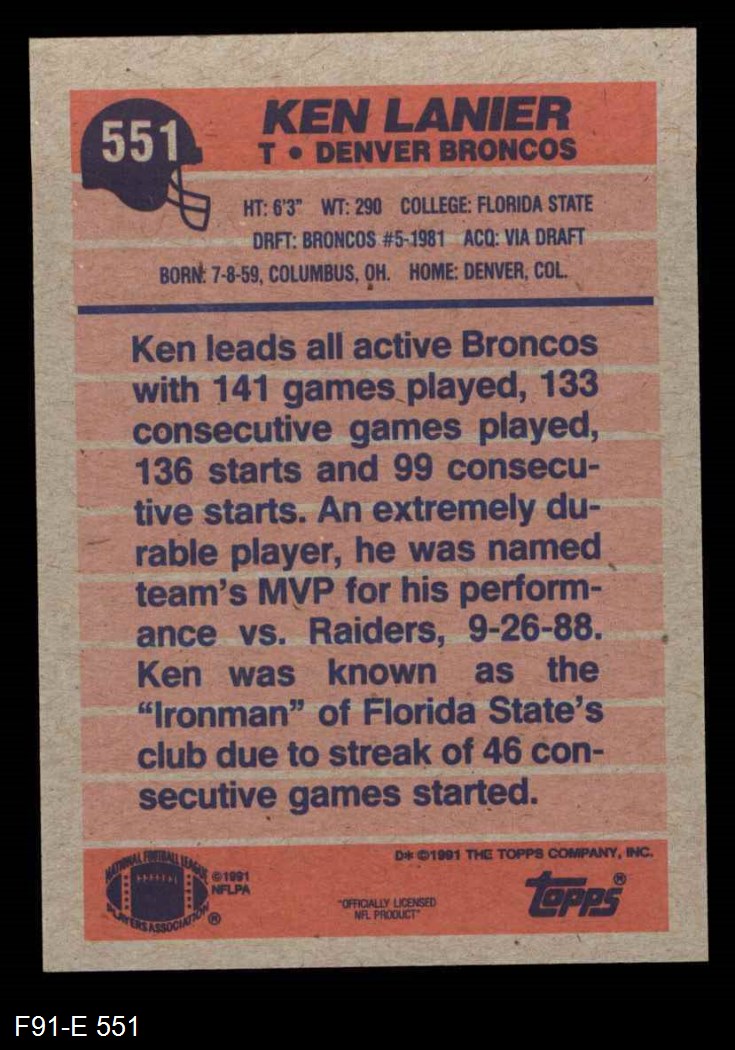 551
KEN LANIER
T • DENVER BRONCOS
HT: 6'3" WT: 290 COLLEGE: FLORIDA STATE
DRFT: BRONCOS #5-1981 ACQ: VIA DRAFT
BORN: 7-8-59, COLUMBUS, OH. HOME: DENVER, COL.
Ken leads all active Broncos
with 141 games played, 133
consecutive games played,
136 starts and 99 consecu-
tive starts. An extremely du-
rable player, he was named
team's MVP for his perform-
ance vs. Raiders, 9-26-88.
Ken was known as the
“Ironman” of Florida State's
club due to streak of 46 con-
secutive games started.
D* ©1991 THE TOPPS COMPANY, INC.
NATIONAL FOOTBALL LEAGUE
PLAYERS ASSOCIATION ®
©1991
NFLPA
"OFFICIALLY LICENSED
NFL PRODUCT"
TOPPS®
F91-E 551